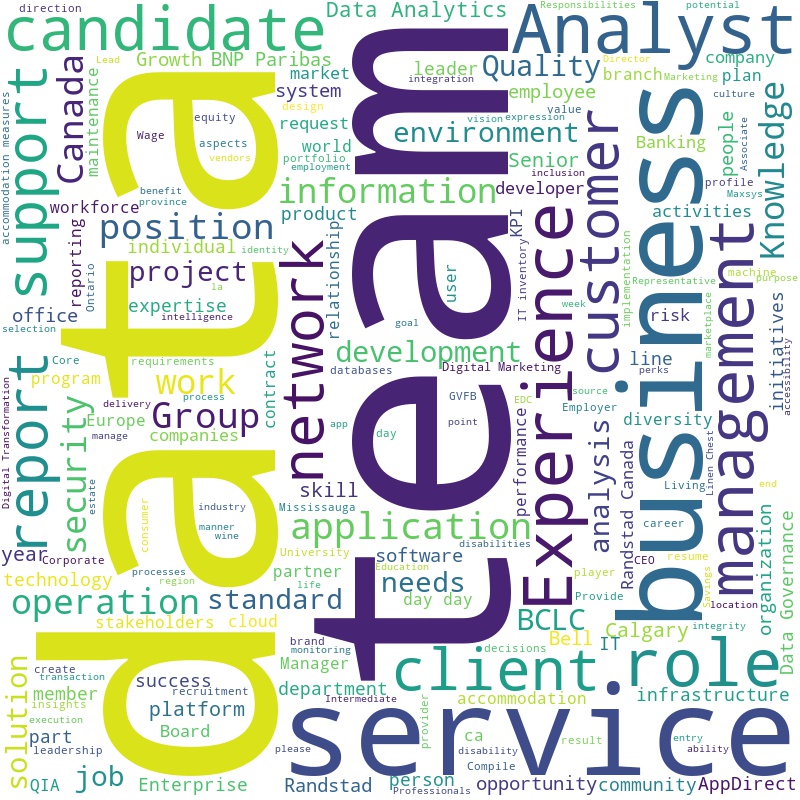 direction
Data Analytics
Responsibilities
potential
candidate
Analyst
Lead
Growth
BNP Paribas
market
leader
integration
Quality
Director
Marketing
company
branch
plan
accommodation measures
support
Canada
maintenance
data
team
system
design
employee
culture
Wage
equity
aspects
vendors
request
world
portfolio
employment
vision
expression
value
environment
Senior
inclusion
customer
business
Banking
people
Associate
Knowledge
benefit
province
information
developer
profile
Maxsys
workforce
position
product
activities
reporting
Ontario
individual
identity
network
relationship
user
KPI
IT inventory
Experience
implementation
management
office
selection
project
la
expertise
intelligence
goal
week
Representative
machine
purpose
risk
marketplace
initiatives
accessibility
report
Core
requirements
development
databases
Digital Marketing
line
perks
Digital Transformation
program
process
work
contract
GVFB
EDC
source
Employer
delivery
manage
Group
app
day
point
performance
analysis
diversity
Randstad Canada
Linen Chest
Europe
companies
security
estate
skill
Living
end
consumer
industry
manner
wine
Mississauga
application
disabilities
career
year
Corporate
University
software
CEO
resume
organization
technology
processes
region
partner
life
Education
needs
player
Provide
Savings
location
operation
standard
day day
BCLC
integrity
Data Governance
stakeholders
cloud
brand
monitoring
decisions
Bell
IT
Calgary
solution
create
transaction
success
recruitment
Manager
client
role
member
insights
execution
platform
department
Intermediate
accommodation
infrastructure
part
leadership
Board
service
please
provider
ca
disability
Compile
result
entry
ability
QIA
job
Enterprise
Randstad
person
Professionals
opportunity
community
AppDirect